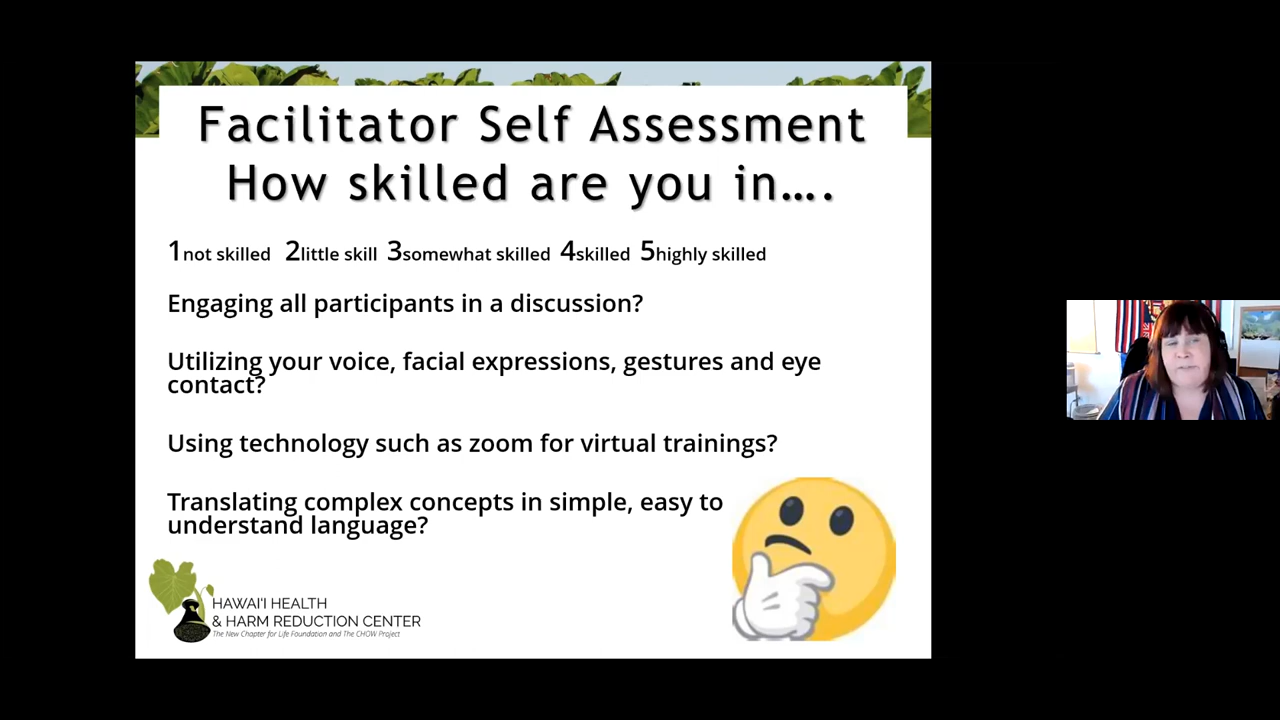 Facilitator Self Assessment
How skilled are you in….
1not skilled 2little skill 3somewhat skilled 4skilled 5highly skilled
Engaging all participants in a discussion?
Utilizing your voice, facial expressions, gestures and eye
contact?
Using technology such as zoom for virtual trainings?
Translating complex concepts in simple, easy to
understand language?
HAWAI‘I HEALTH
& HARM REDUCTION CENTER
The New Chapter for Life Foundation and The CHOW Project